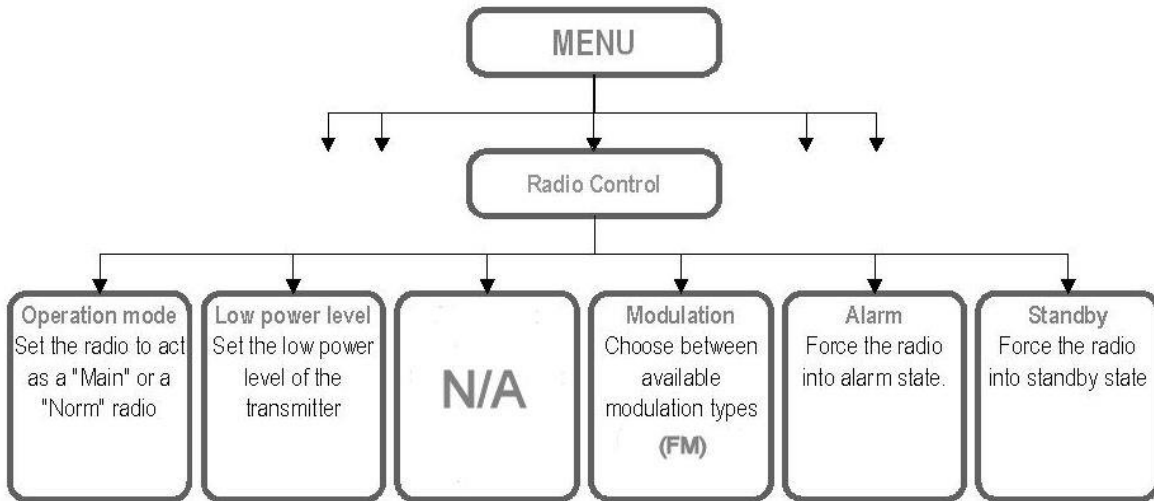 MENU
Radio Control
Operation mode
Set the radio to act
as a "Main" or a
"Norm" radio
Low power level
Set the low power
level of the
transmitter
N/A
Modulation
Choose between
available
modulation types
(FM)
Alarm
Force the radio
into alarm state.
Standby
Force the radio
into standby state